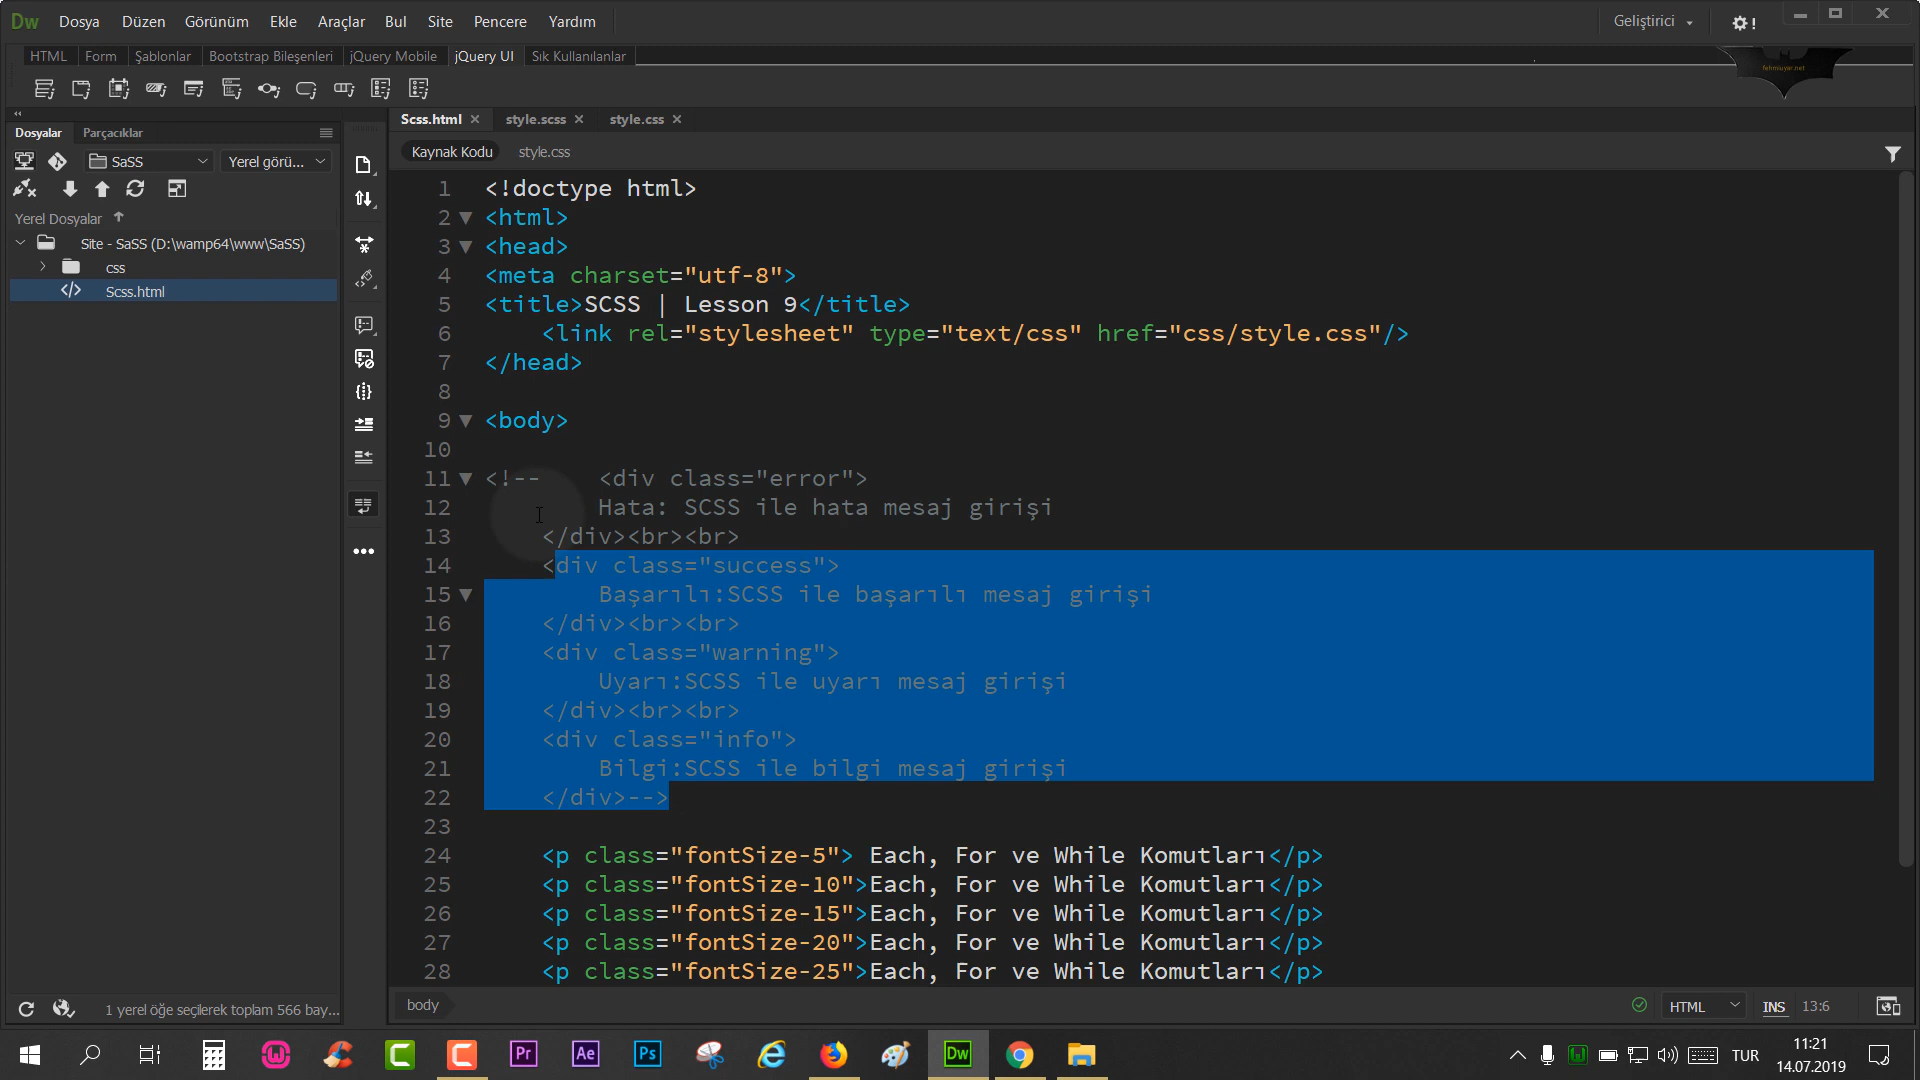 Dw Dosya Düzen Görünüm Ekle Araçlar Bul Site Pencere Yardım Geliştirici
HTML Form Şablonlar Bootstrap Bileşenleri jQuery Mobile jQuery UI Sık Kullanılanlar
fehmiuyar.net
Dosyalar Parçacıklar
Scss.html style.scss style.css
SaSS Yerel görü...
Kaynak Kodu style.css
Yerel Dosyalar
Site - SaSS (D:\wamp64\www\SaSS)
css
Scss.html
1 <!doctype html>
2 <html>
3 <head>
4 <meta charset="utf-8">
5 <title>SCSS | Lesson 9</title>
6 <link rel="stylesheet" type="text/css" href="css/style.css"/>
7 </head>
8
9 <body>
10
11 <!-- <div class="error">
12 Hata: SCSS ile hata mesaj girişi
13 </div><br><br>
14 <div class="success">
15 Başarılı:SCSS ile başarılı mesaj girişi
16 </div><br><br>
17 <div class="warning">
18 Uyarı:SCSS ile uyarı mesaj girişi
19 </div><br><br>
20 <div class="info">
21 Bilgi:SCSS ile bilgi mesaj girişi
22 </div>-->
23
24 <p class="fontSize-5"> Each, For ve While Komutları</p>
25 <p class="fontSize-10">Each, For ve While Komutları</p>
26 <p class="fontSize-15">Each, For ve While Komutları</p>
27 <p class="fontSize-20">Each, For ve While Komutları</p>
28 <p class="fontSize-25">Each, For ve While Komutları</p>
1 yerel öğe seçilerek toplam 566 bay...
body HTML INS 13:6
Pr Ae Ps Dw
TUR
11:21
14.07.2019